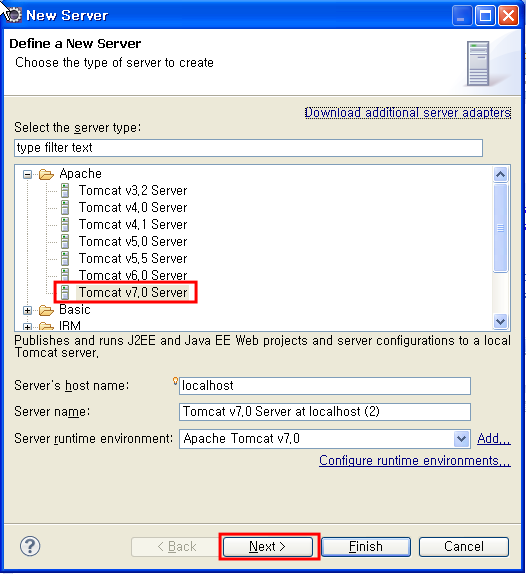 New Server
Define a New Server
Choose the type of server to create
Download additional server adapters
Select the server type:
type filter text
Apache
Tomcat v3.2 Server
Tomcat v4.0 Server
Tomcat v4.1 Server
Tomcat v5.0 Server
Tomcat v5.5 Server
Tomcat v6.0 Server
Tomcat v7.0 Server
Basic
IBM
Publishes and runs J2EE and Java EE Web projects and server configurations to a local
Tomcat server.
Server's host name: localhost
Server name: Tomcat v7.0 Server at localhost (2)
Server runtime environment: Apache Tomcat v7.0 Add...
Configure runtime environments...
? < Back Next > Finish Cancel